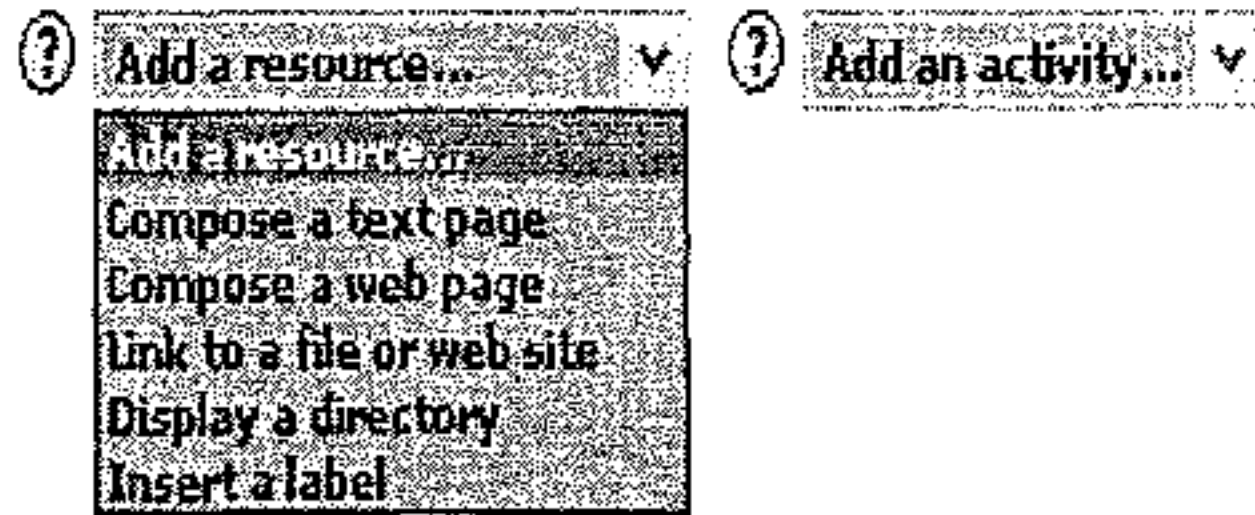 ? Add a resource... ? Add an activity...
Add a resource...
Compose a text page
Compose a web page
Link to a file or web site
Display a directory
Insert a label